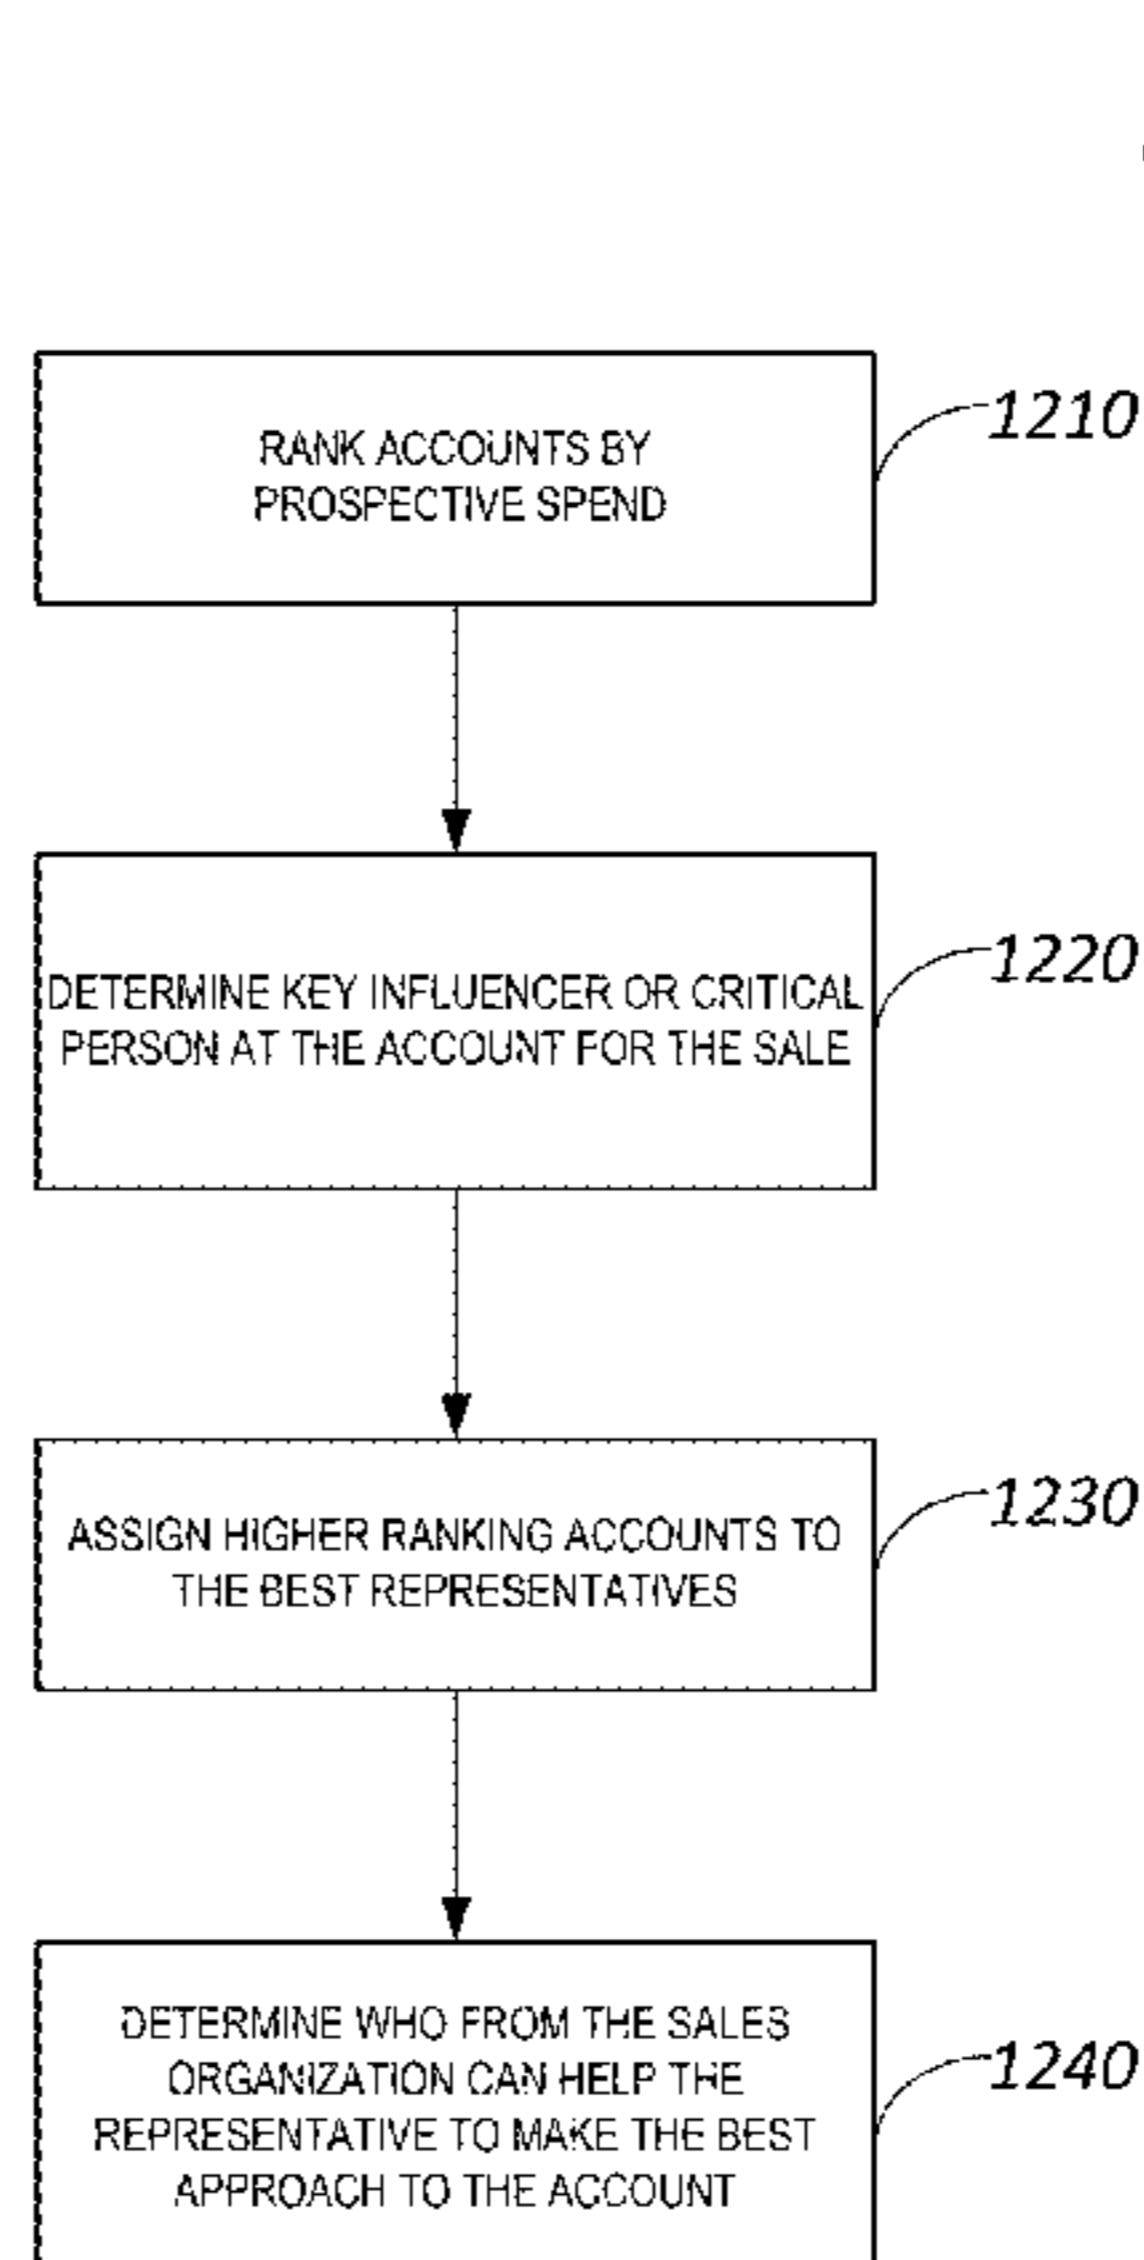 RANK ACCOUNTS BY
PROSPECTIVE SPEND
1210
DETERMINE KEY INFLUENCER OR CRITICAL
PERSON AT THE ACCOUNT FOR THE SALE
1220
ASSIGN HIGHER RANKING ACCOUNTS TO
THE BEST REPRESENTATIVES
1230
DETERMINE WHO FROM THE SALES
ORGANIZATION CAN HELP THE
REPRESENTATIVE TO MAKE THE BEST
APPROACH TO THE ACCOUNT
1240